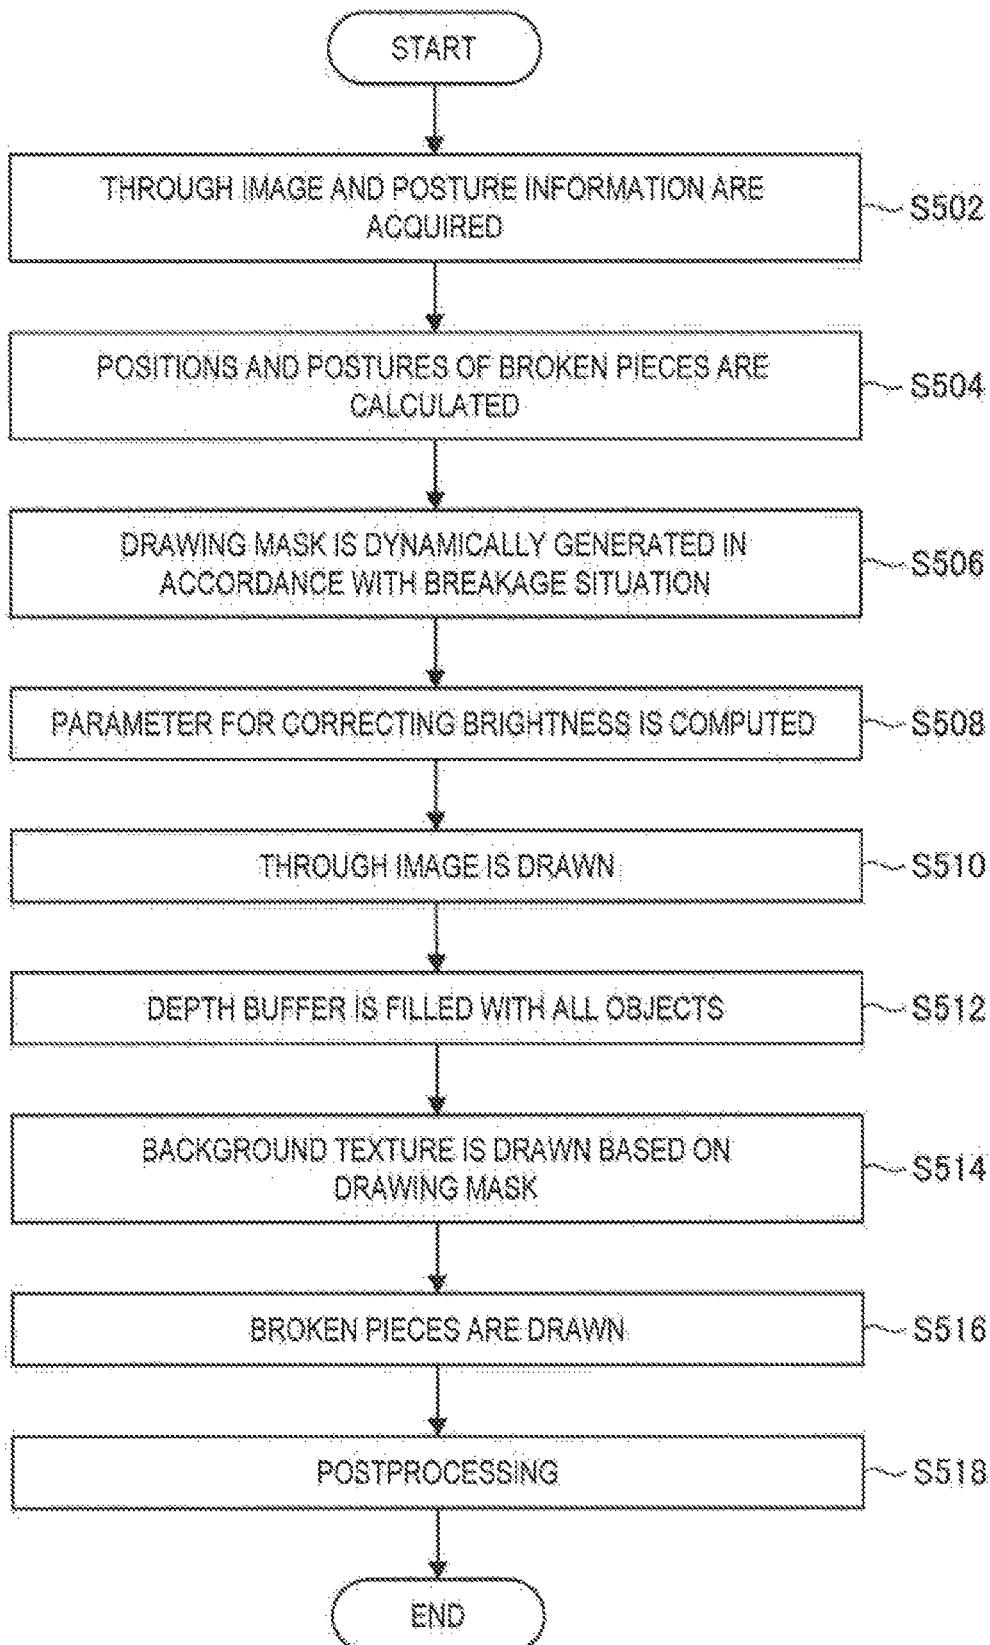 START
THROUGH IMAGE AND POSTURE INFORMATION ARE
ACQUIRED
S502
POSITIONS AND POSTURES OF BROKEN PIECES ARE
CALCULATED
S504
DRAWING MASK IS DYNAMICALLY GENERATED IN
ACCORDANCE WITH BREAKAGE SITUATION
S506
PARAMETER FOR CORRECTING BRIGHTNESS IS COMPUTED
S508
THROUGH IMAGE IS DRAWN
S510
DEPTH BUFFER IS FILLED WITH ALL OBJECTS
S512
BACKGROUND TEXTURE IS DRAWN BASED ON
DRAWING MASK
S514
BROKEN PIECES ARE DRAWN
S516
POSTPROCESSING
S518
END